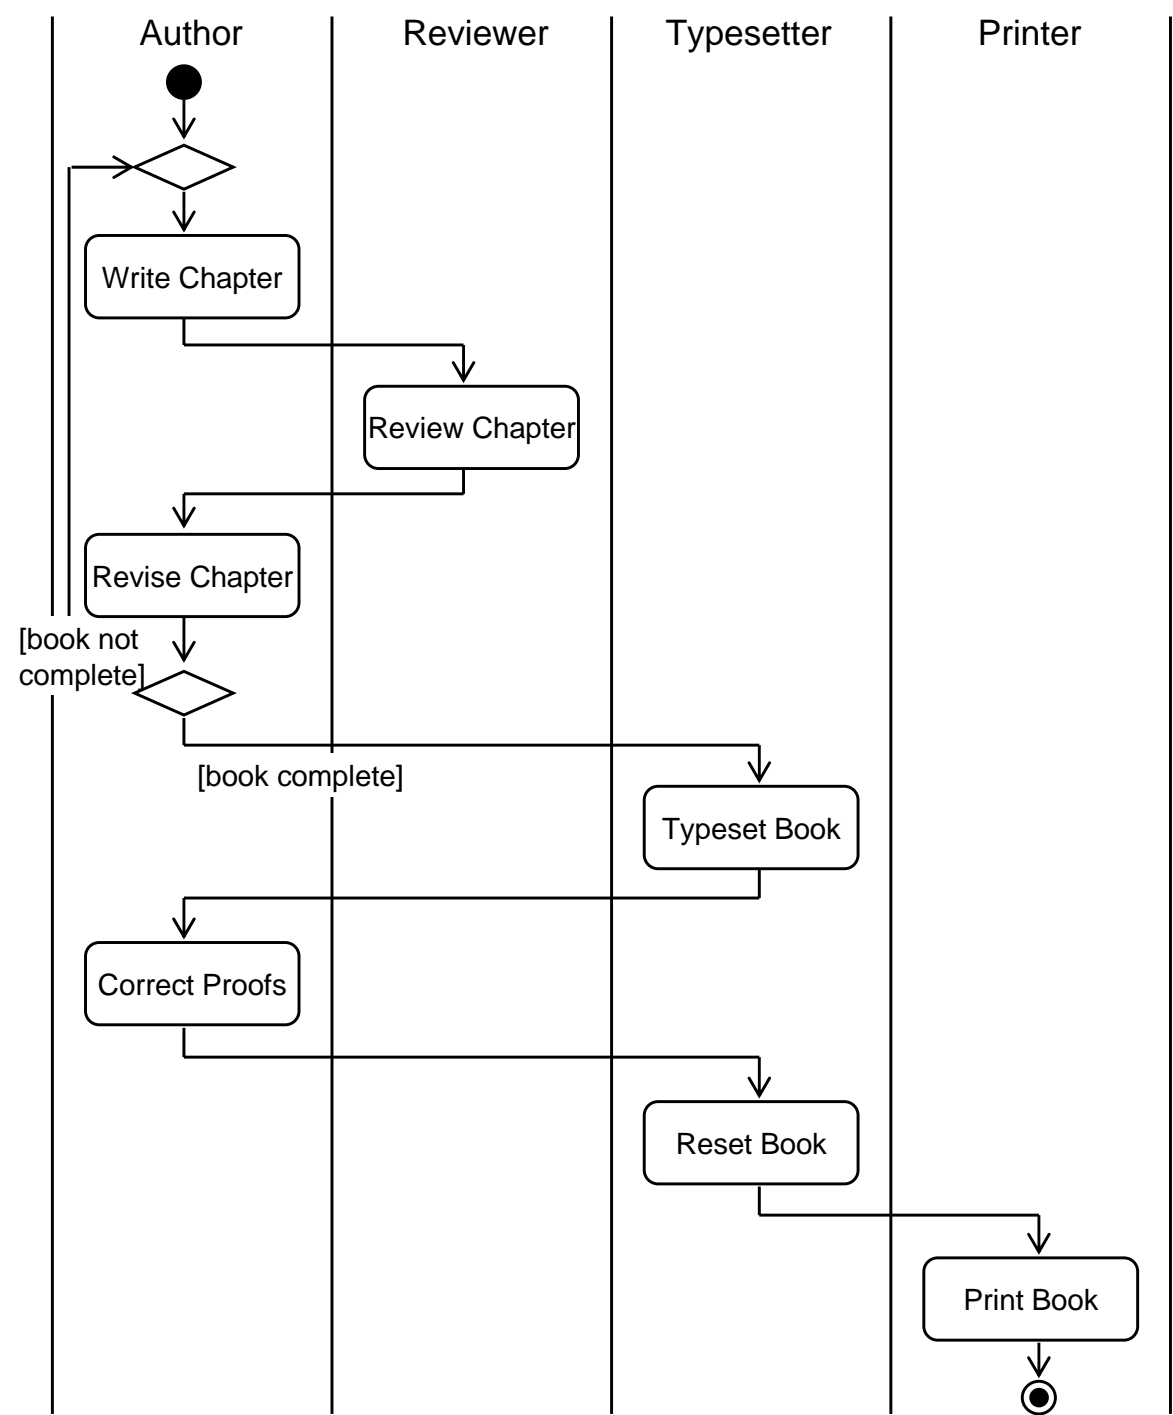 Author
Reviewer
Typesetter
Printer
Write Chapter
Review Chapter
Revise Chapter
[book not
complete]
[book complete]
Typeset Book
Correct Proofs
Reset Book
Print Book